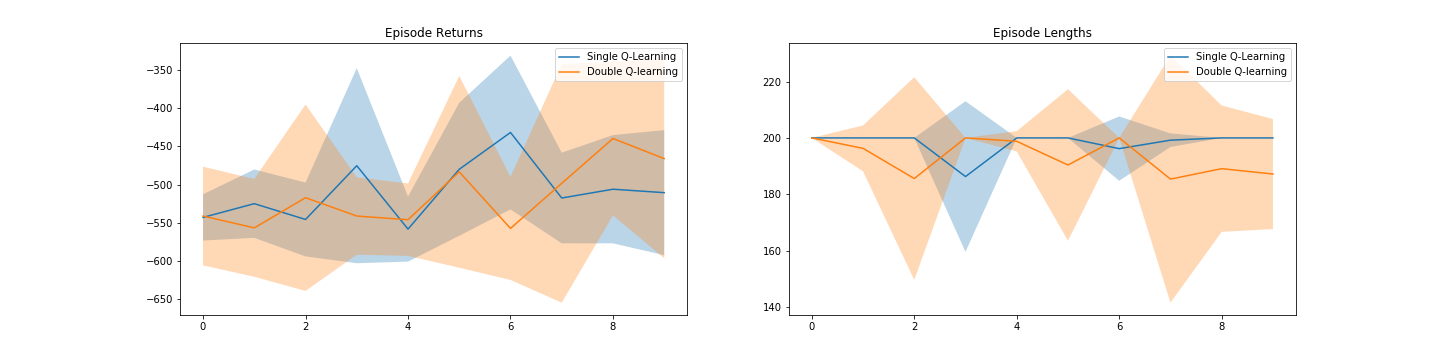 Episode Returns
Single Q-Learning
Double Q-learning
−350
−400
−450
−500
−550
−600
−650
0 2 4 6 8
Episode Lengths
Single Q-Learning
Double Q-learning
220
200
180
160
140
0 2 4 6 8